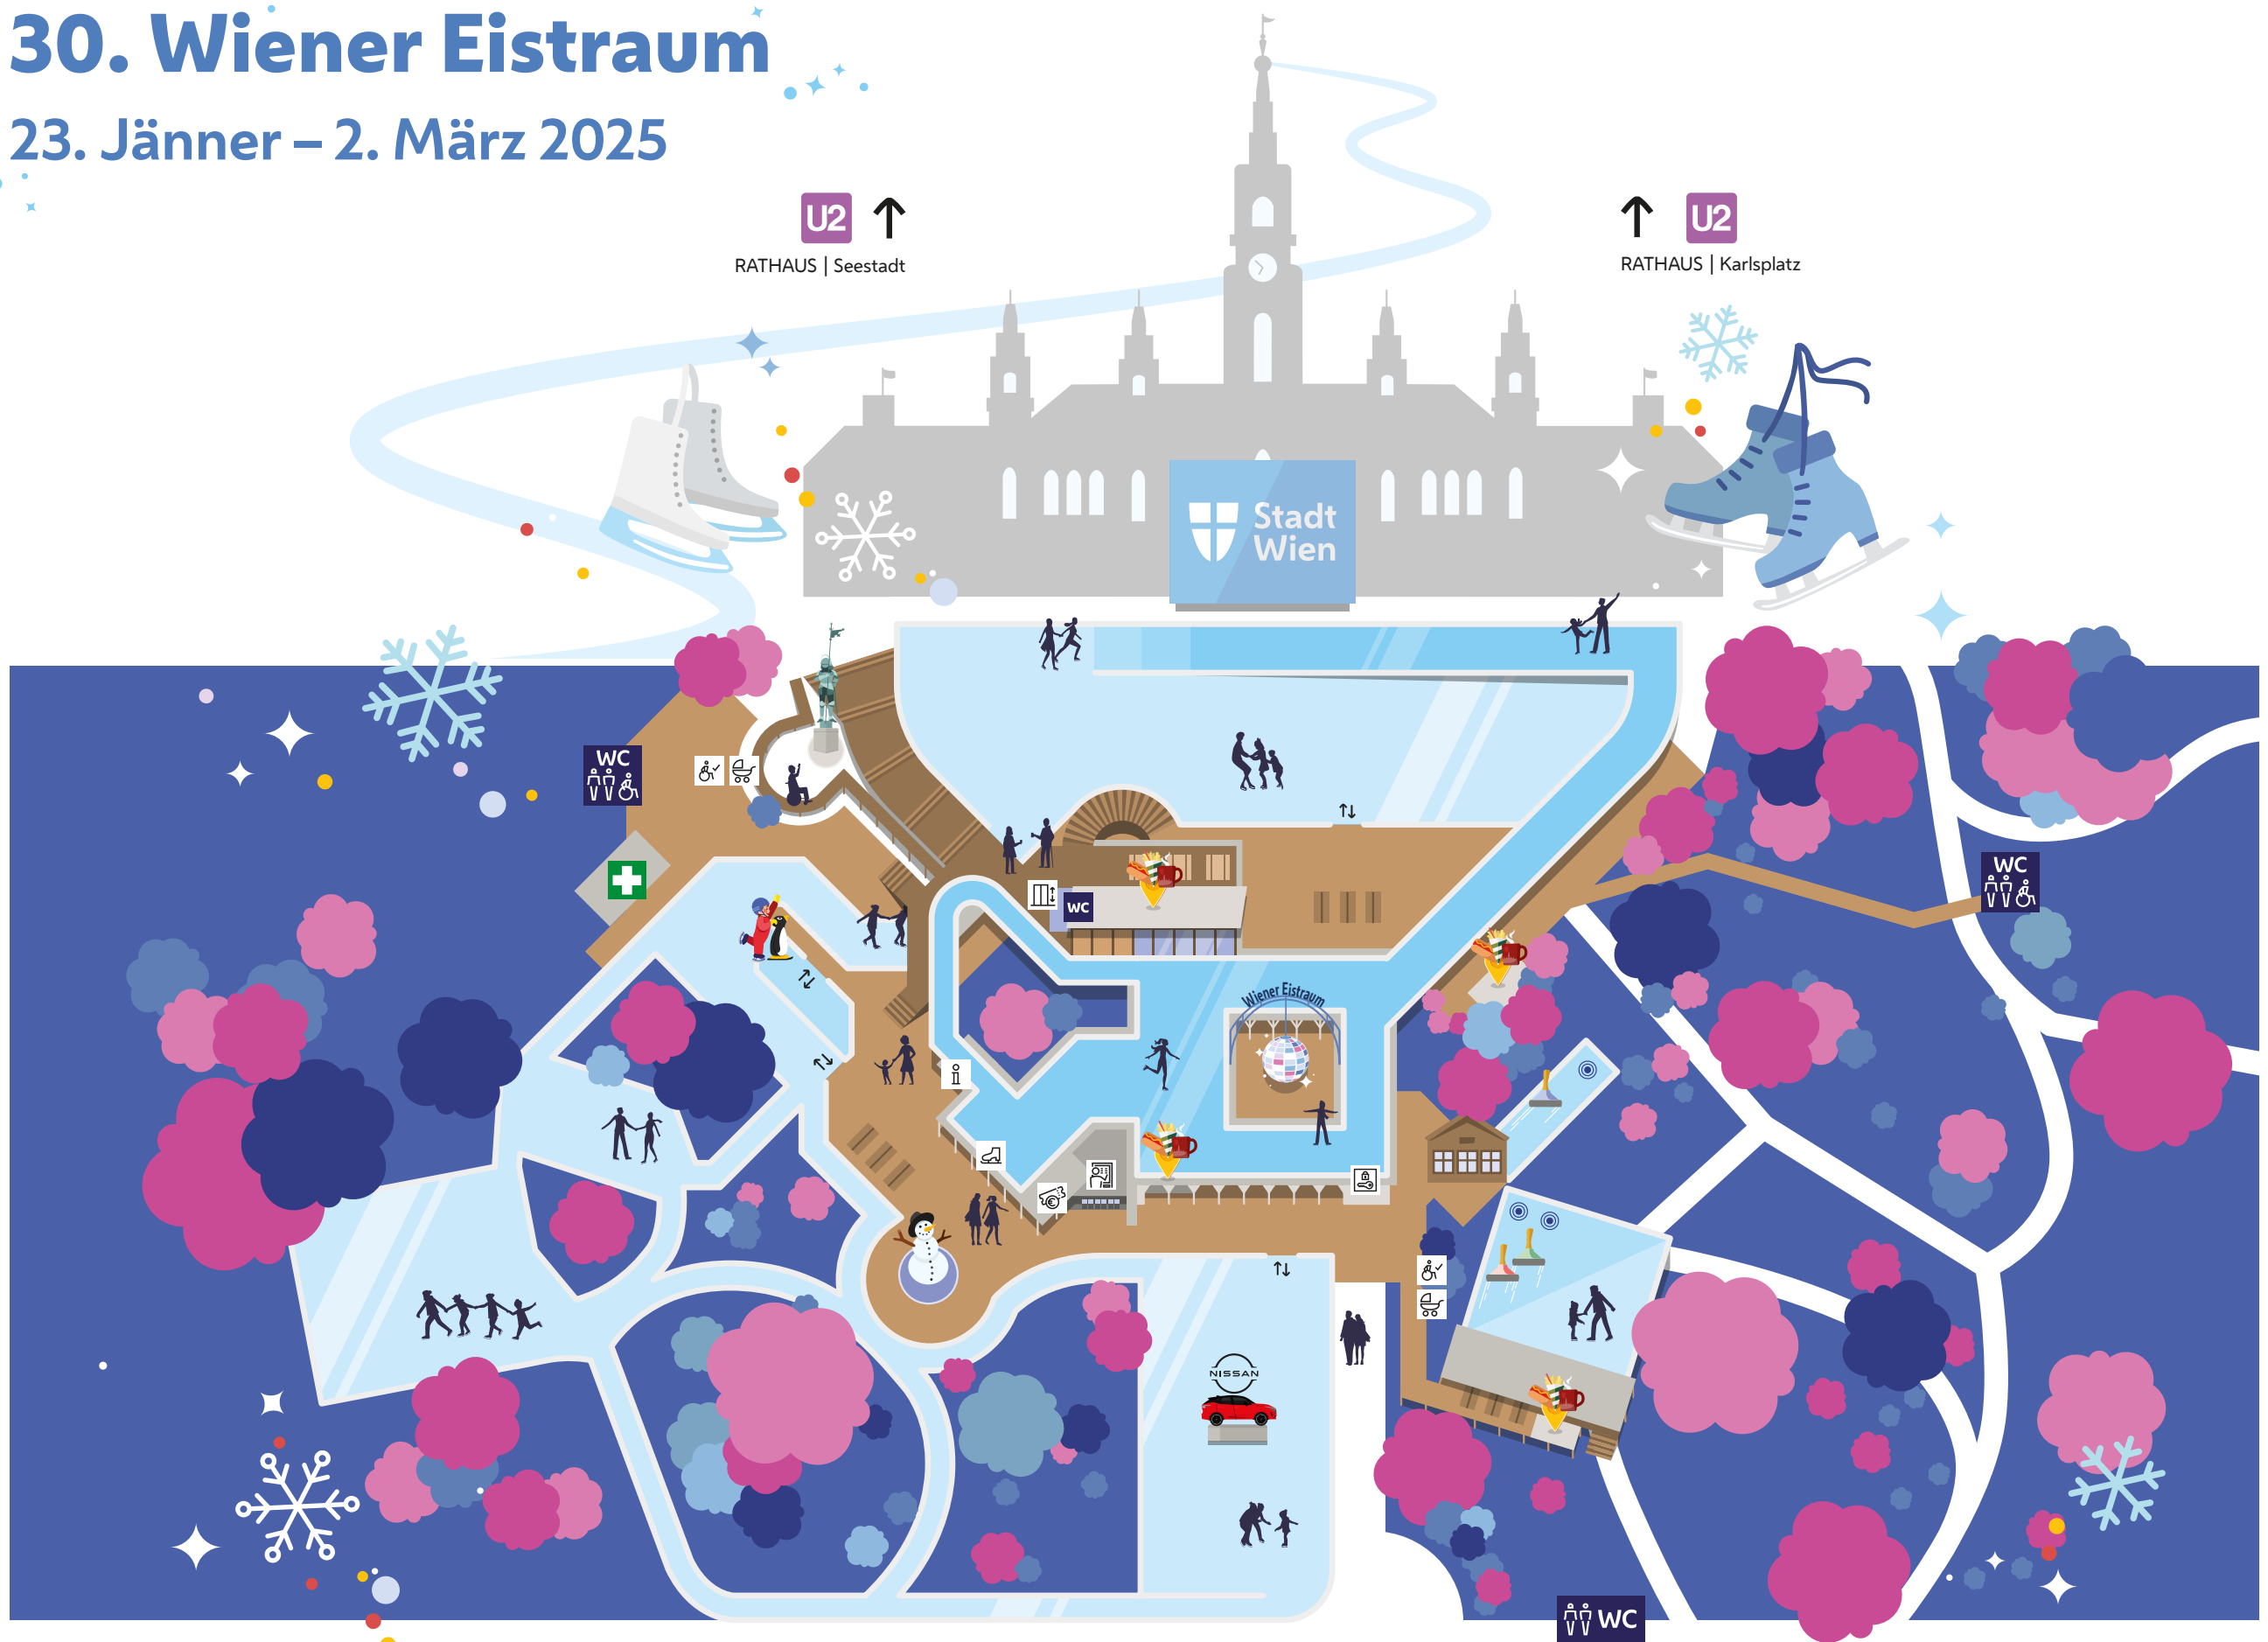 30. Wiener Eistraum
23. Jänner – 2. März 2025
U2
RATHAUS | Seestadt
U2
RATHAUS | Karlsplatz
Stadt
Wien
WC
WC
WC
Wiener Eistraum
i
€
NISSAN
WC